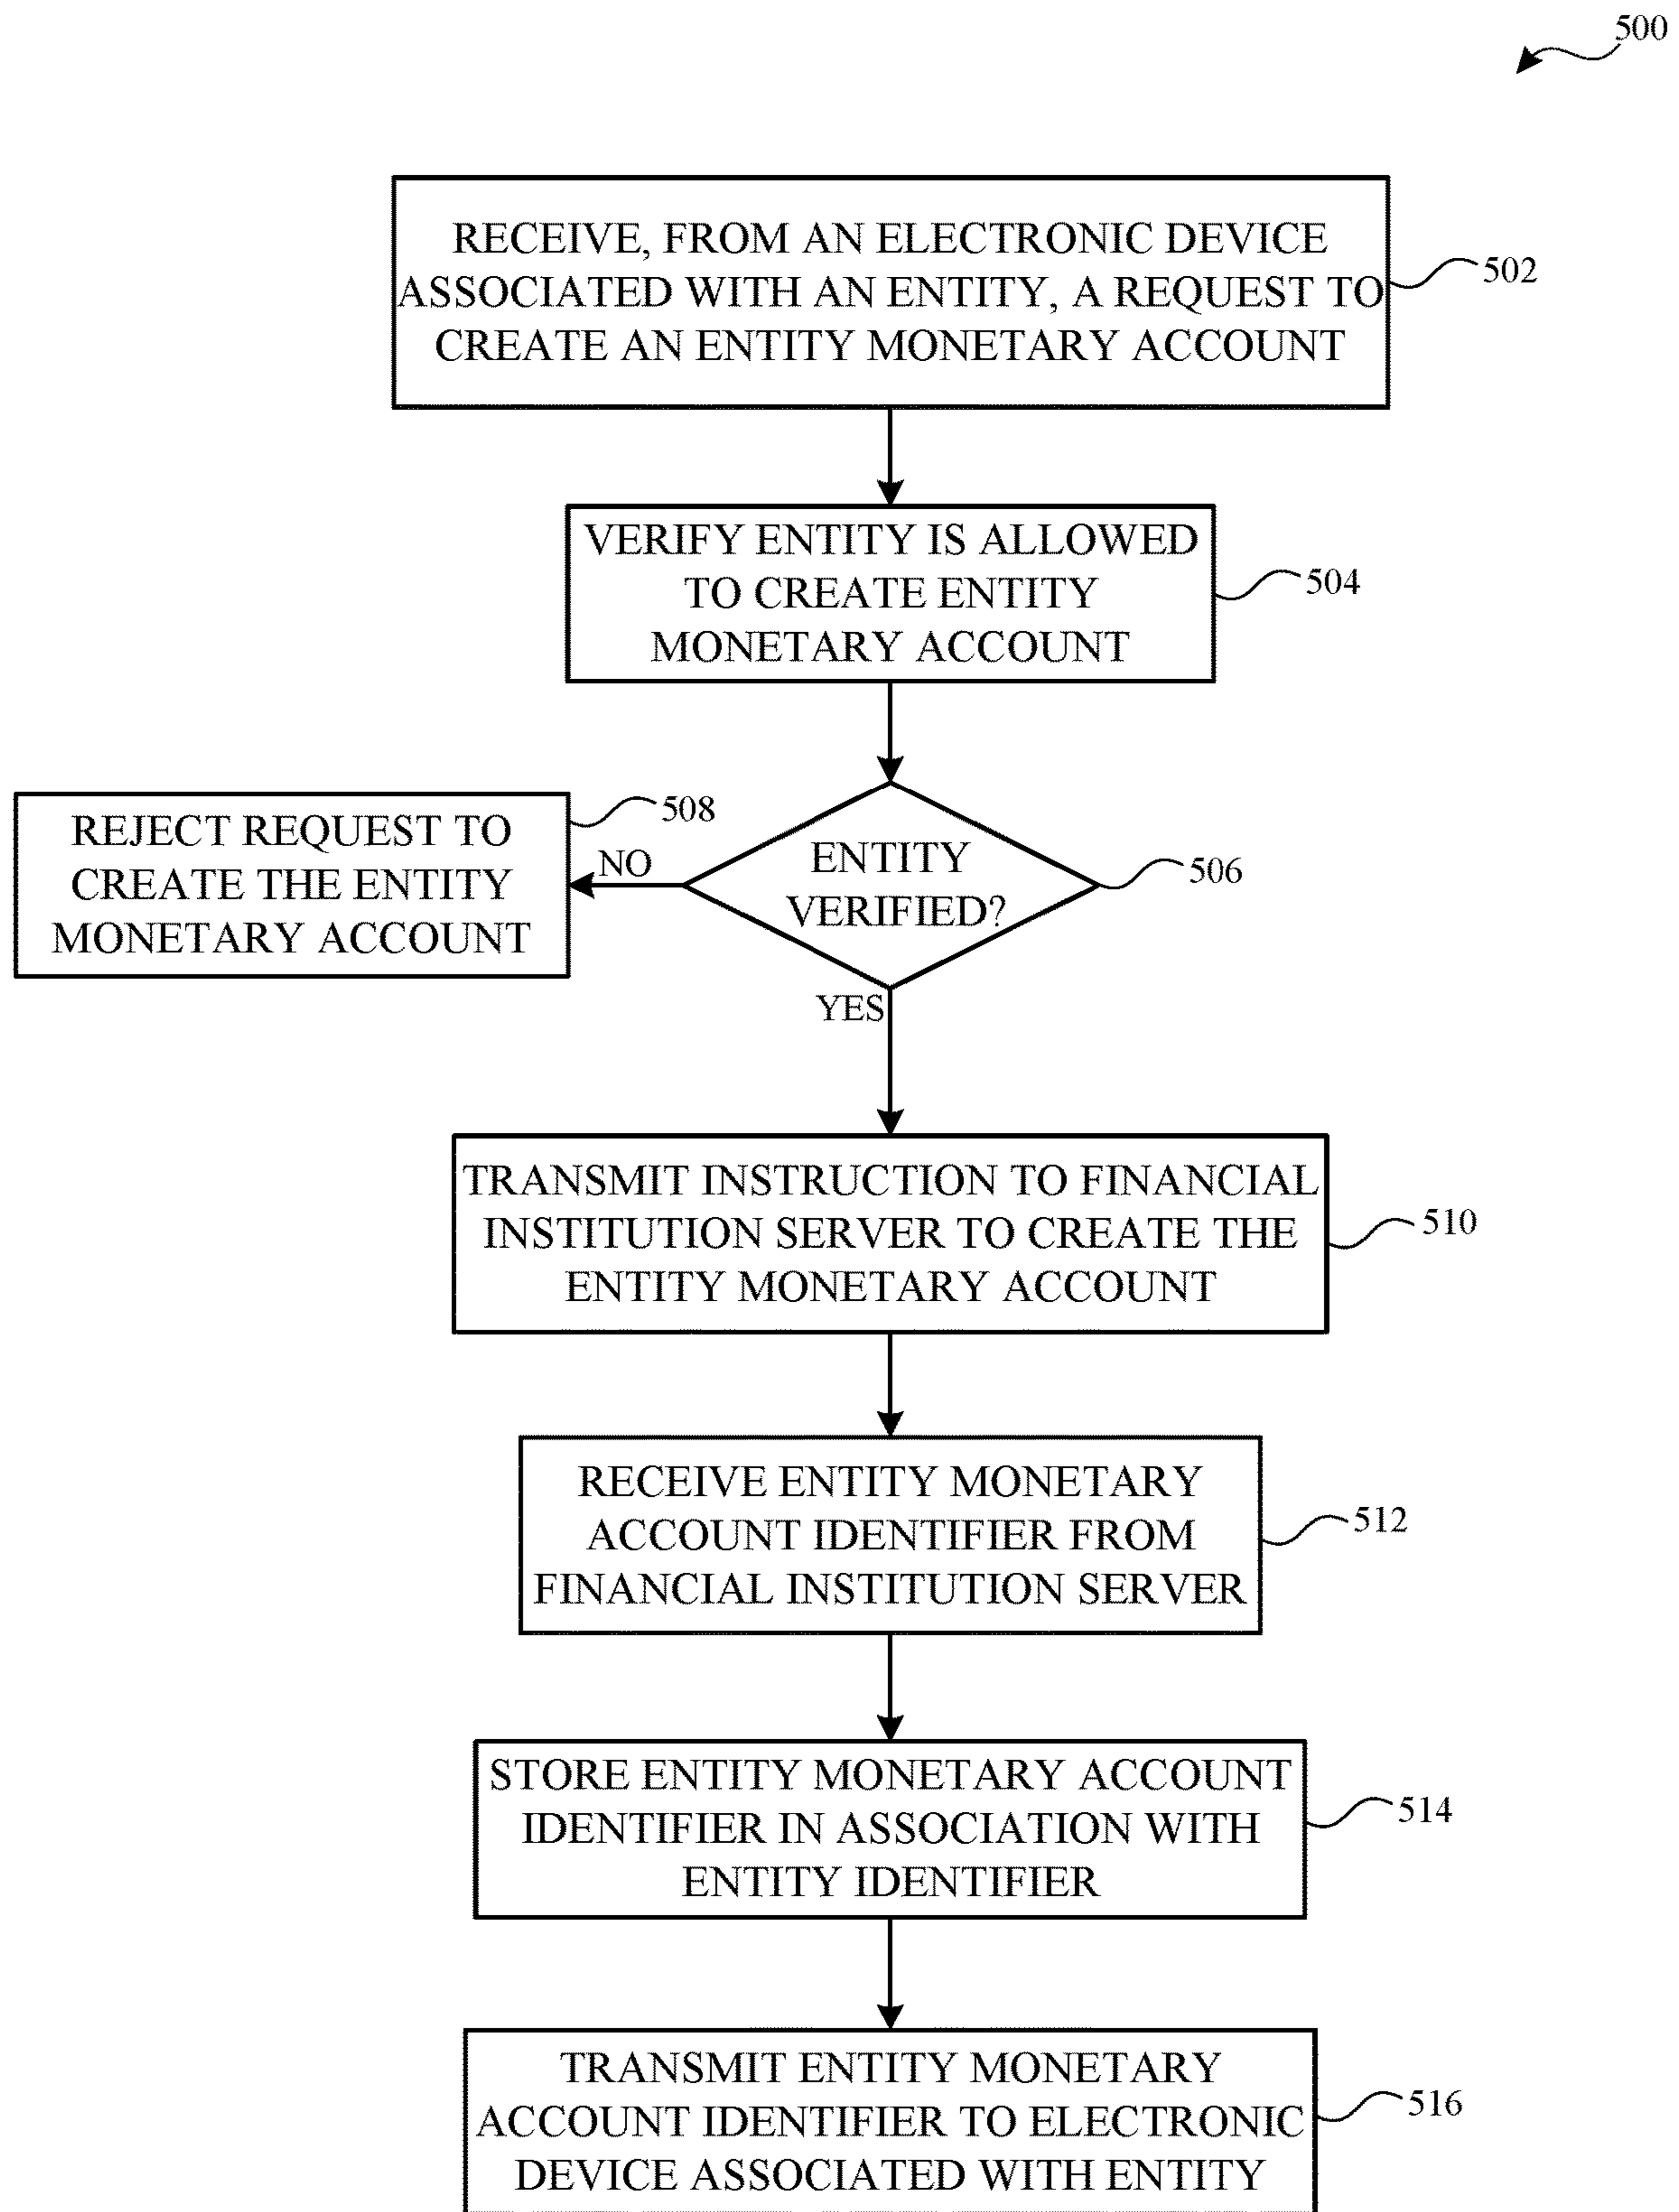 500
RECEIVE, FROM AN ELECTRONIC DEVICE
ASSOCIATED WITH AN ENTITY, A REQUEST TO
CREATE AN ENTITY MONETARY ACCOUNT
502
VERIFY ENTITY IS ALLOWED
TO CREATE ENTITY
MONETARY ACCOUNT
504
ENTITY
VERIFIED?
506
NO
REJECT REQUEST TO
CREATE THE ENTITY
MONETARY ACCOUNT
508
YES
TRANSMIT INSTRUCTION TO FINANCIAL
INSTITUTION SERVER TO CREATE THE
ENTITY MONETARY ACCOUNT
510
RECEIVE ENTITY MONETARY
ACCOUNT IDENTIFIER FROM
FINANCIAL INSTITUTION SERVER
512
STORE ENTITY MONETARY ACCOUNT
IDENTIFIER IN ASSOCIATION WITH
ENTITY IDENTIFIER
514
TRANSMIT ENTITY MONETARY
ACCOUNT IDENTIFIER TO ELECTRONIC
DEVICE ASSOCIATED WITH ENTITY
516